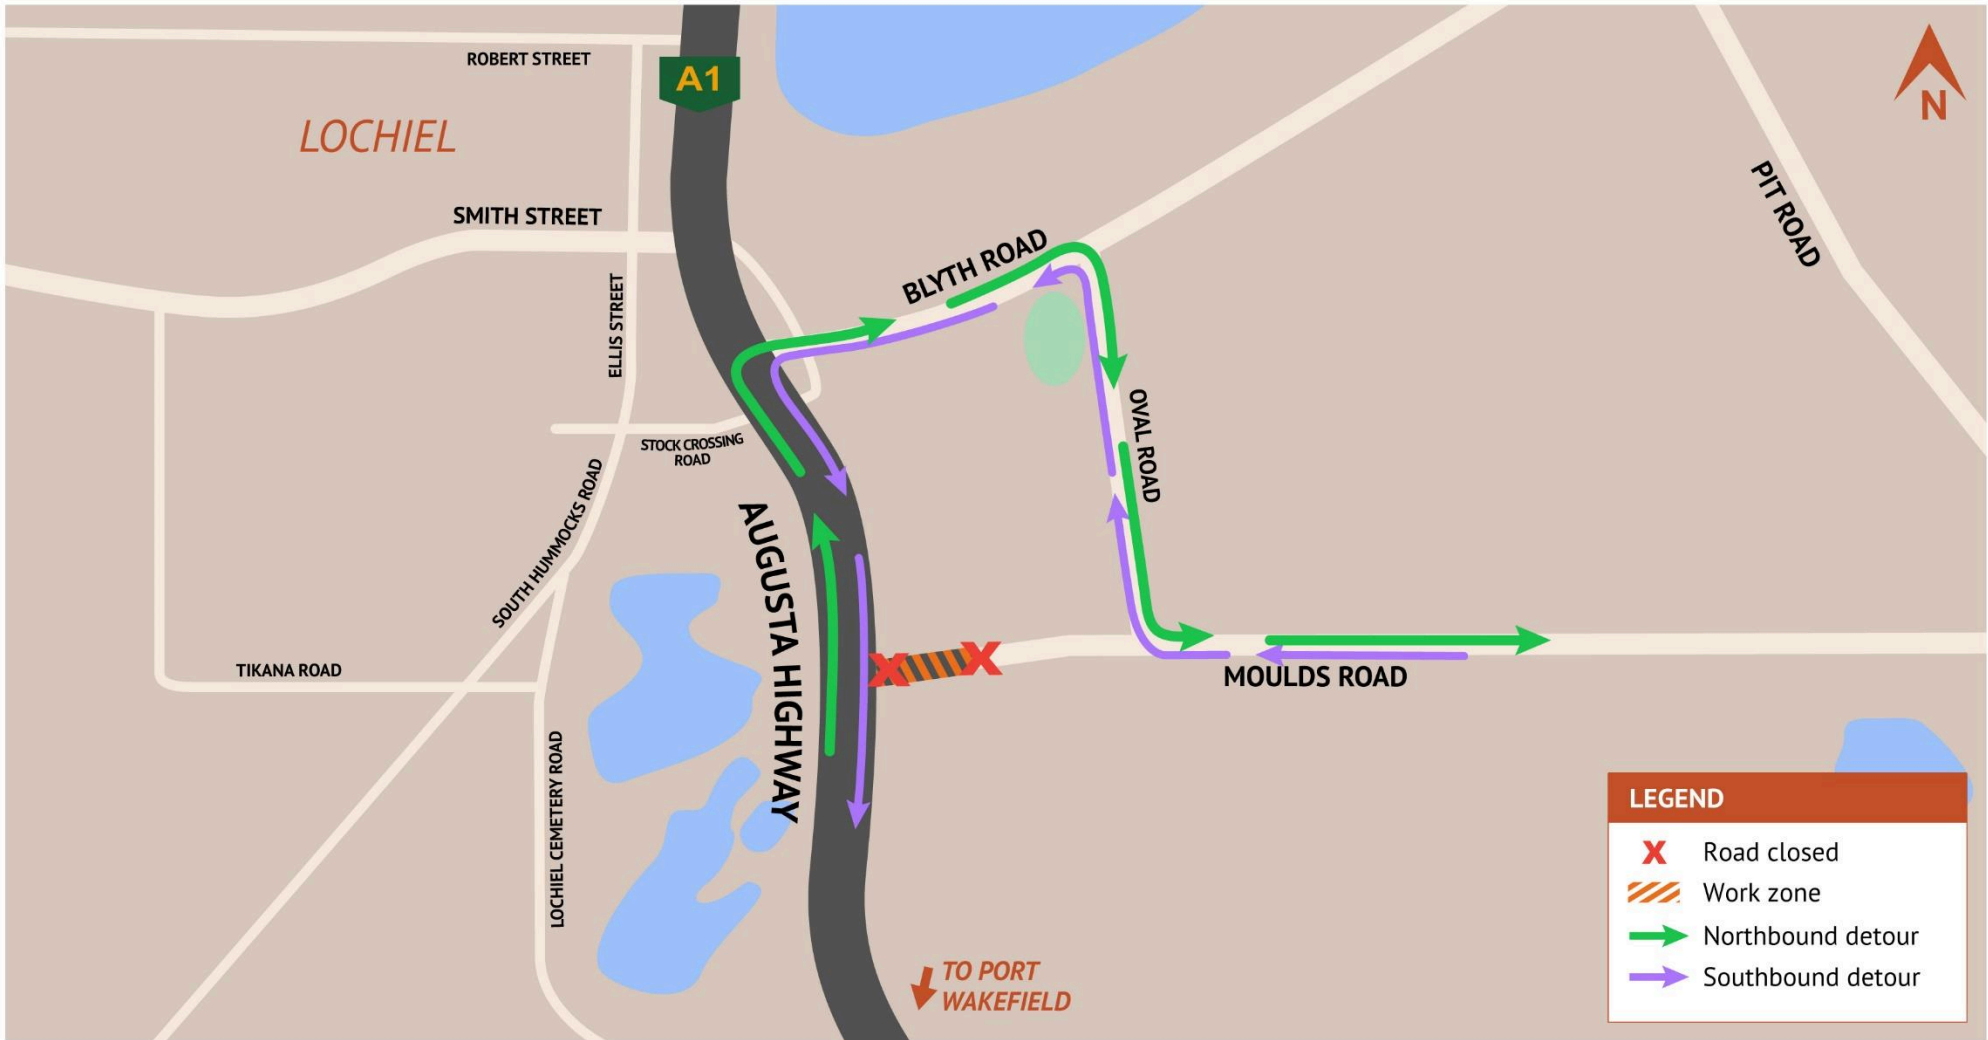 ROBERT STREET
A1
N
LOCHIEL
SMITH STREET
PIT ROAD
BLYTH ROAD
ELLIS STREET
OVAL ROAD
STOCK CROSSING
ROAD
SOUTH HUMMOCKS ROAD
AUGUSTA HIGHWAY
TIKANA ROAD
MOULDS ROAD
LOCHIEL CEMETERY ROAD
TO PORT
WAKEFIELD
LEGEND
X Road closed
Work zone
Northbound detour
Southbound detour